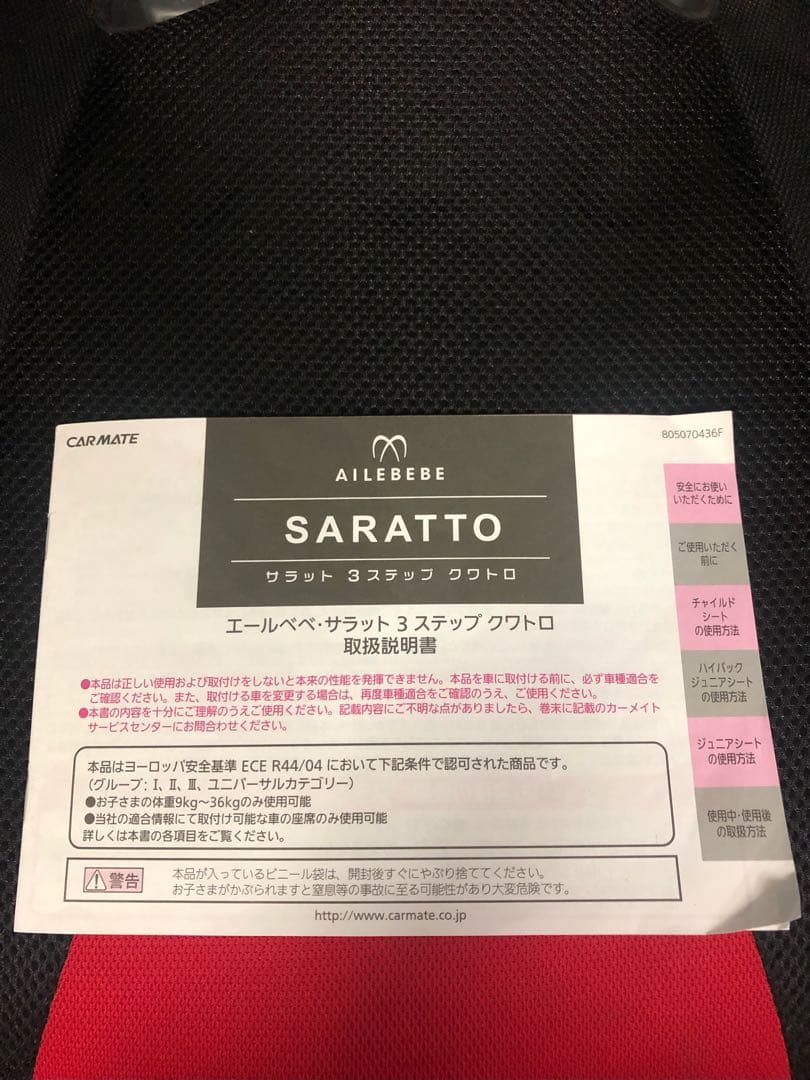 CARMATE
805070436F
AILEBEBE
SARATTO
サラット 3ステップ クワトロ
エールベベ・サラット 3 ステップ クワトロ
取扱説明書
●本品は正しい使用および取付けをしないと本来の性能を発揮できません。本品を車に取付ける前に、必ず車種適合を
ご確認ください。また、取付ける車を変更する場合は、再度車種適合をご確認のうえ、ご使用ください。
●本書の内容を十分にご理解のうえご使用ください。記載内容にご不明な点がありましたら、巻末に記載のカーメイト
サービスセンターにお問合わせください。
本品はヨーロッパ安全基準 ECE R44/04 において下記条件で認可された商品です。
（グループ：Ⅰ、Ⅱ、Ⅲ、ユニバーサルカテゴリー）
●お子さまの体重9kg～36kgのみ使用可能
●当社の適合情報にて取付け可能な車の座席のみ使用可能
詳しくは本書の各項目をご覧ください。
警告
本品が入っているビニール袋は、開封後すぐにやぶり捨ててください。
お子さまがかぶられますと窒息等の事故に至る可能性があり大変危険です。
http://www.carmate.co.jp
安全にお使い
いただくために
ご使用いただく
前に
チャイルド
シート
の使用方法
ハイバック
ジュニアシート
の使用方法
ジュニアシート
の使用方法
使用中・使用後
の取扱方法